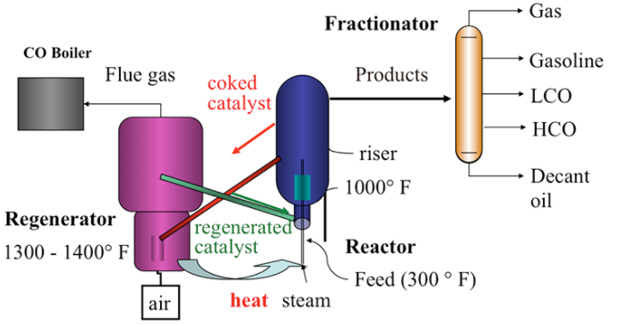 Fractionator
Gas
Gasoline
LCO
HCO
Decant
oil
CO Boiler
Flue gas
coked
catalyst
Products
riser
1000° F
Regenerator
1300 - 1400° F
regenerated
catalyst
Reactor
Feed (300 ° F)
air
heat
steam